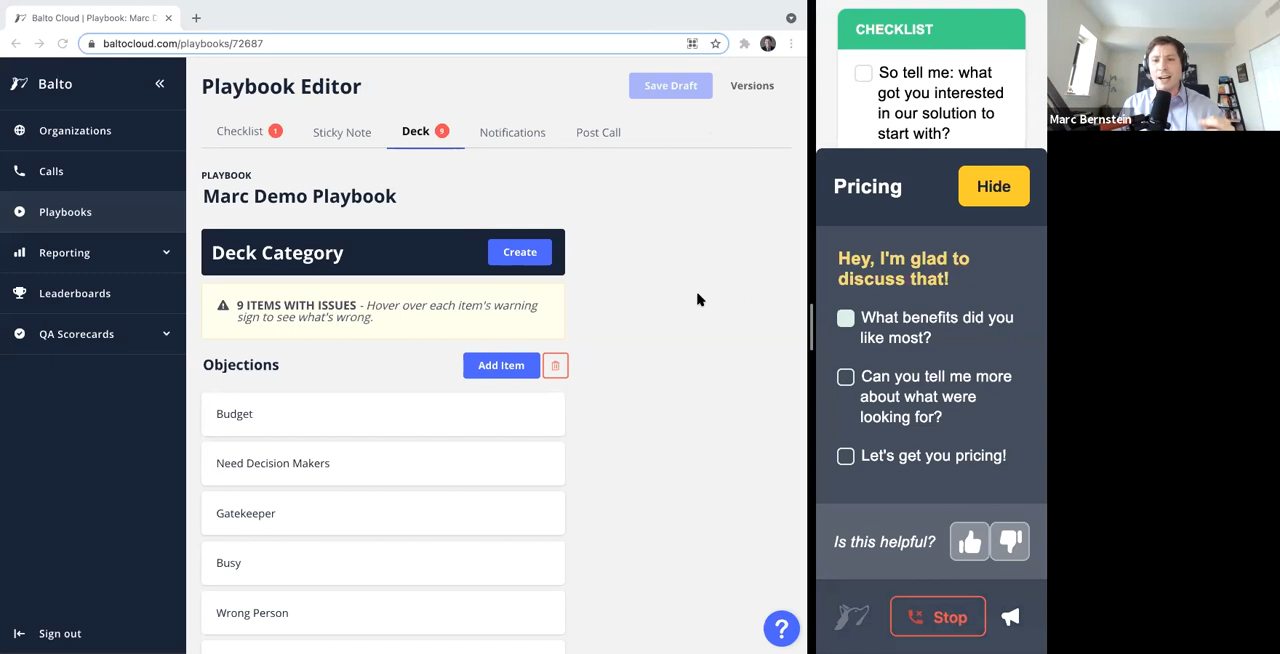 Balto Cloud | Playbook: Marc D
baltocloud.com/playbooks/72687
Balto
Organizations
Calls
Playbooks
Reporting
Leaderboards
QA Scorecards
Sign out
Playbook Editor
Save Draft
Versions
Checklist 1
Sticky Note
Deck 9
Notifications
Post Call
PLAYBOOK
Marc Demo Playbook
Deck Category
Create
9 ITEMS WITH ISSUES - Hover over each item's warning
sign to see what's wrong.
Objections
Add Item
Budget
Need Decision Makers
Gatekeeper
Busy
Wrong Person
?
CHECKLIST
So tell me: what
got you interested
in our solution to
start with?
Pricing
Hide
Hey, I'm glad to
discuss that!
What benefits did you
like most?
Can you tell me more
about what were
looking for?
Let's get you pricing!
Is this helpful?
Stop
Marc Bernstein